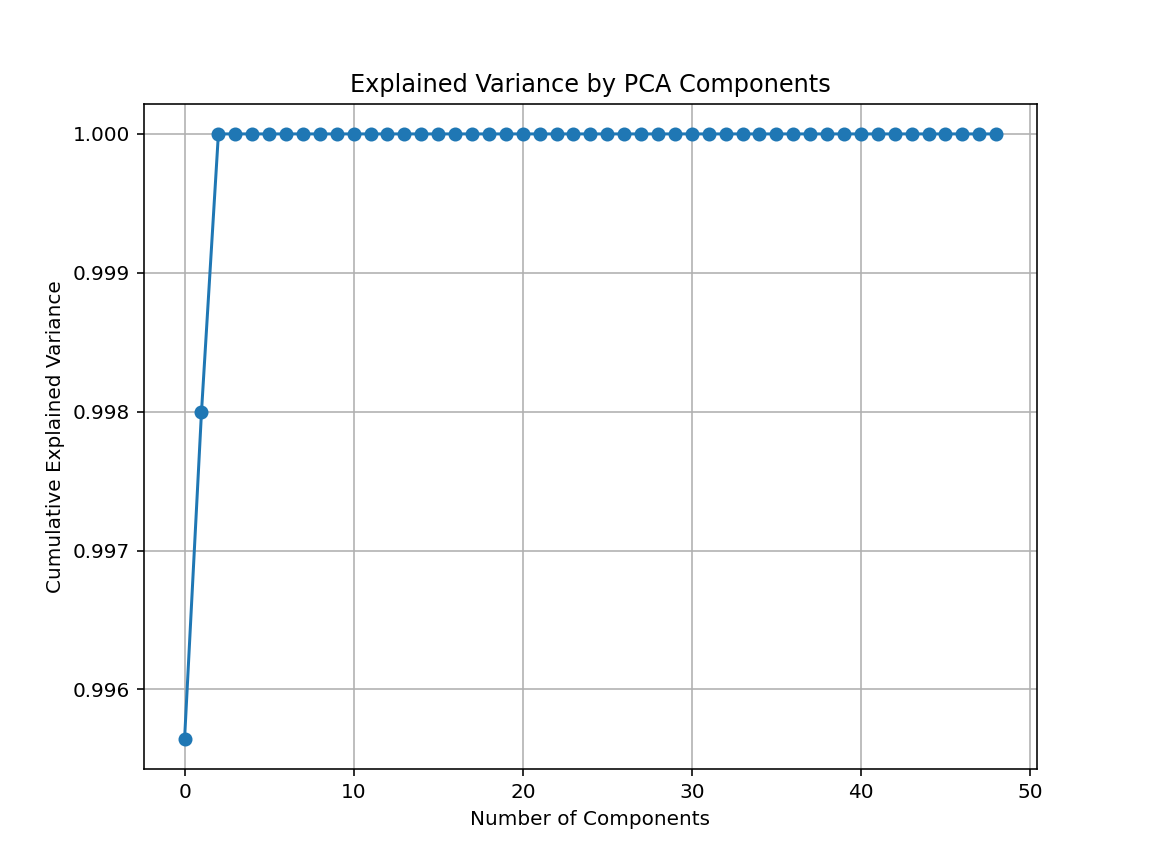 Explained Variance by PCA Components
1.000
0.999
0.998
0.997
0.996
Cumulative Explained Variance
0 10 20 30 40 50
Number of Components